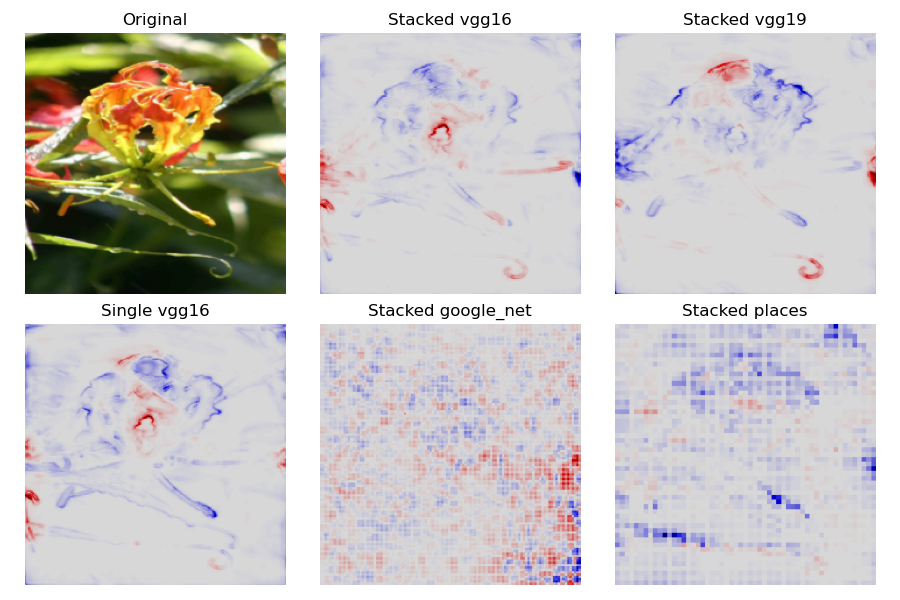 Original
Stacked vgg16
Stacked vgg19
Single vgg16
Stacked google_net
Stacked places